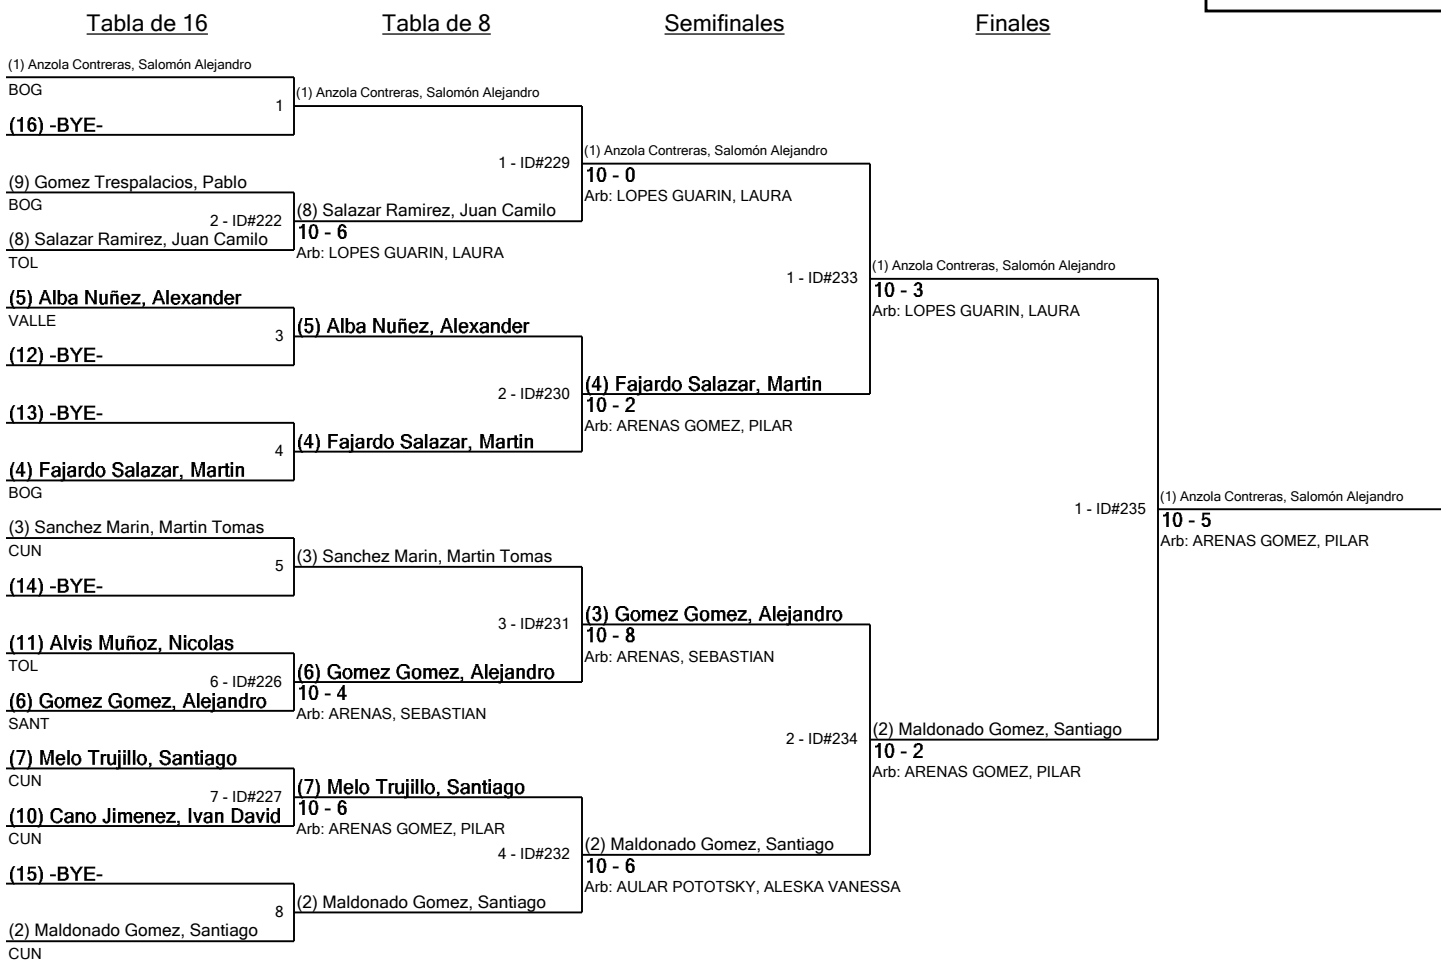 Tabla de 16
Tabla de 8
Semifinales
Finales
(1) Anzola Contreras, Salomón Alejandro
BOG
1
(16) -BYE-
(9) Gomez Trespalacios, Pablo
BOG
2 - ID#222
(8) Salazar Ramirez, Juan Camilo
TOL
(5) Alba Nuñez, Alexander
VALLE
3
(12) -BYE-
(13) -BYE-
4
(4) Fajardo Salazar, Martin
BOG
(3) Sanchez Marin, Martin Tomas
CUN
5
(14) -BYE-
(11) Alvis Muñoz, Nicolas
TOL
6 - ID#226
(6) Gomez Gomez, Alejandro
SANT
(7) Melo Trujillo, Santiago
CUN
7 - ID#227
(10) Cano Jimenez, Ivan David
CUN
(15) -BYE-
8
(2) Maldonado Gomez, Santiago
CUN
(1) Anzola Contreras, Salomón Alejandro
1 - ID#229
(8) Salazar Ramirez, Juan Camilo
10 - 6
Arb: LOPES GUARIN, LAURA
(5) Alba Nuñez, Alexander
2 - ID#230
(4) Fajardo Salazar, Martin
(3) Sanchez Marin, Martin Tomas
3 - ID#231
(6) Gomez Gomez, Alejandro
10 - 4
Arb: ARENAS, SEBASTIAN
(7) Melo Trujillo, Santiago
10 - 6
Arb: ARENAS GOMEZ, PILAR
4 - ID#232
(2) Maldonado Gomez, Santiago
(1) Anzola Contreras, Salomón Alejandro
10 - 0
Arb: LOPES GUARIN, LAURA
1 - ID#233
(4) Fajardo Salazar, Martin
10 - 2
Arb: ARENAS GOMEZ, PILAR
(3) Gomez Gomez, Alejandro
10 - 8
Arb: ARENAS, SEBASTIAN
2 - ID#234
(2) Maldonado Gomez, Santiago
10 - 6
Arb: AULAR POTOTSKY, ALESKA VANESSA
(1) Anzola Contreras, Salomón Alejandro
10 - 3
Arb: LOPES GUARIN, LAURA
1 - ID#235
(2) Maldonado Gomez, Santiago
10 - 2
Arb: ARENAS GOMEZ, PILAR
(1) Anzola Contreras, Salomón Alejandro
10 - 5
Arb: ARENAS GOMEZ, PILAR